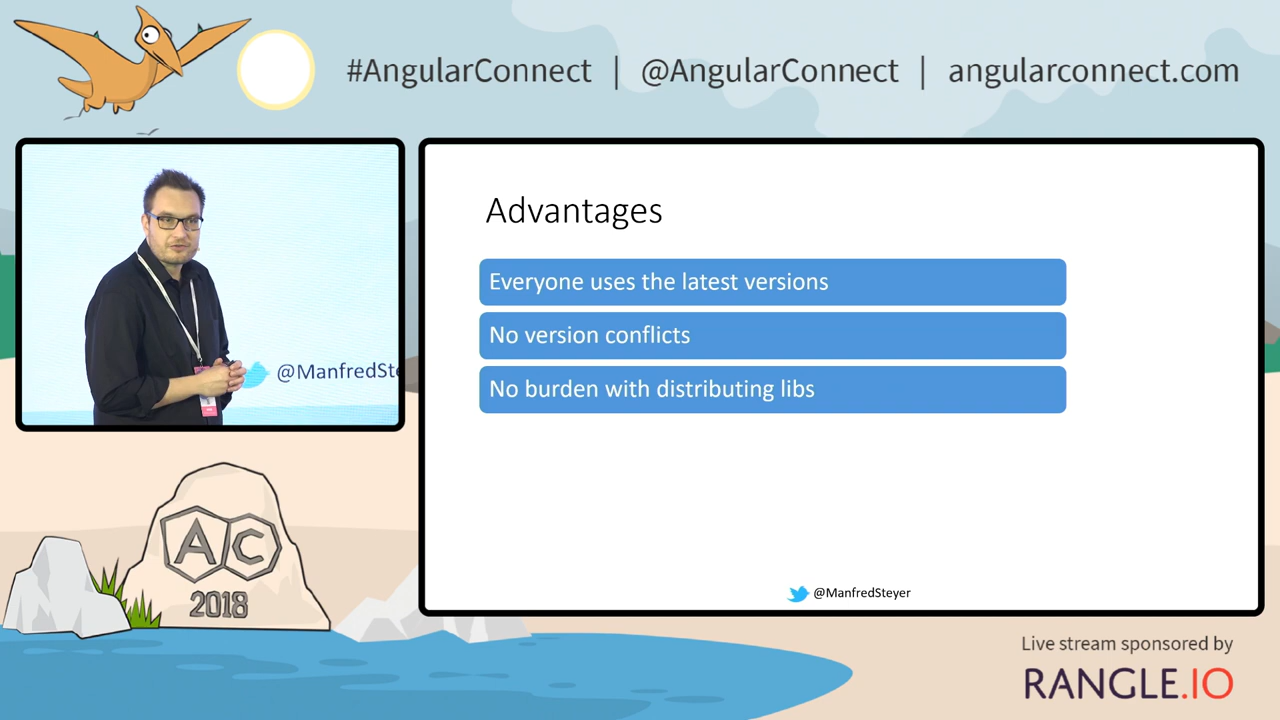 #AngularConnect | @AngularConnect | angularconnect.com
@ManfredSte
Advantages
Everyone uses the latest versions
No version conflicts
No burden with distributing libs
@ManfredSteyer
AC
2018
Live stream sponsored by
RANGLE.IO